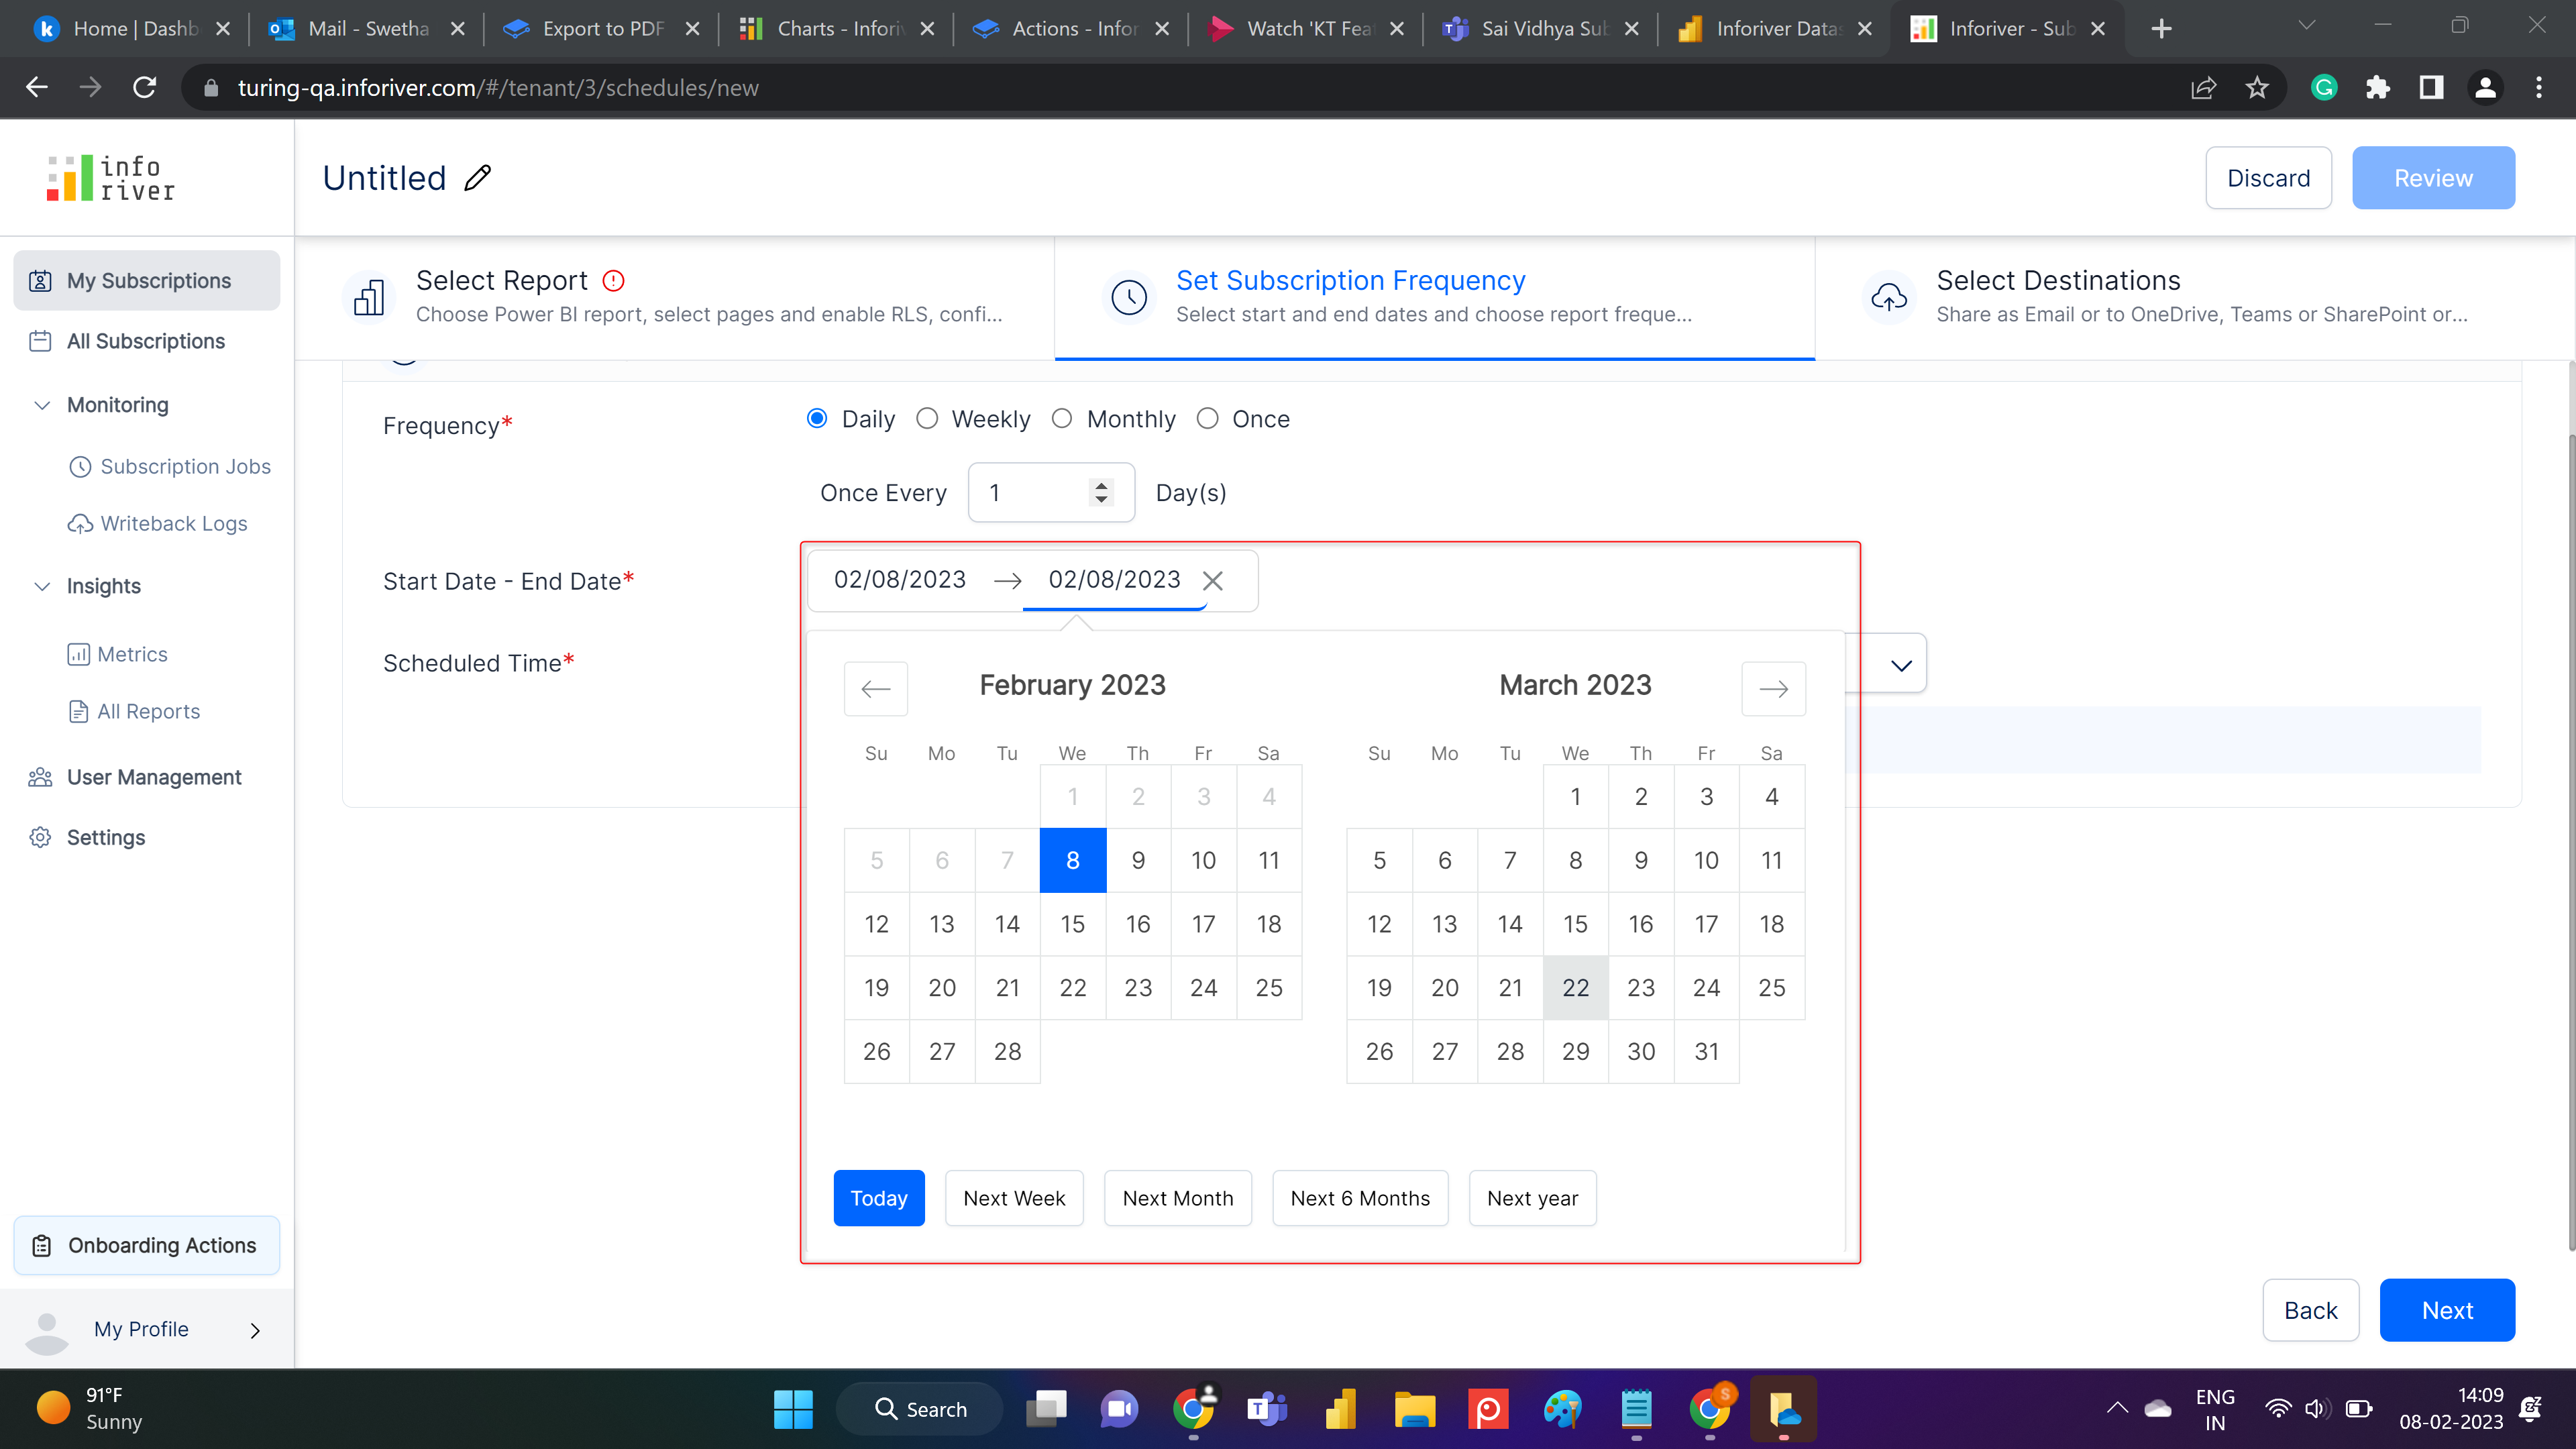 Home | Dashb
Mail - Swetha
Export to PDF
Charts - Inforiv
Actions - Infor
Watch 'KT Fea
Sai Vidhya Sub
Inforiver Datas
Inforiver - Sub
turing-qa.inforiver.com/#/tenant/3/schedules/new
info
river
Untitled
Discard
Review
My Subscriptions
All Subscriptions
Monitoring
Subscription Jobs
Writeback Logs
Insights
Metrics
All Reports
User Management
Settings
Onboarding Actions
My Profile
Select Report
Choose Power BI report, select pages and enable RLS, confi...
Set Subscription Frequency
Select start and end dates and choose report freque...
Select Destinations
Share as Email or to OneDrive, Teams or SharePoint or...
Frequency*
Daily Weekly Monthly Once
Once Every 1 Day(s)
Start Date - End Date*
02/08/2023 → 02/08/2023
Scheduled Time*
February 2023
Su Mo Tu We Th Fr Sa
1 2 3 4
5 6 7 8 9 10 11
12 13 14 15 16 17 18
19 20 21 22 23 24 25
26 27 28
March 2023
Su Mo Tu We Th Fr Sa
1 2 3 4
5 6 7 8 9 10 11
12 13 14 15 16 17 18
19 20 21 22 23 24 25
26 27 28 29 30 31
Today Next Week Next Month Next 6 Months Next year
Back Next
91°F
Sunny
Search
ENG
IN
14:09
08-02-2023